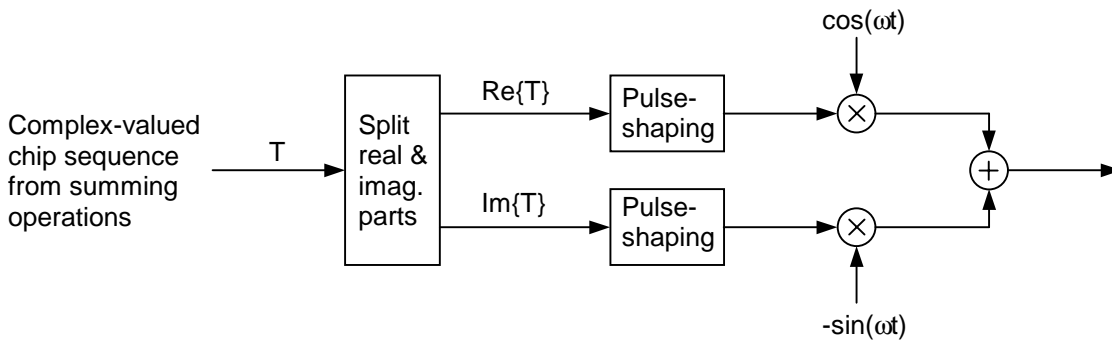 cos(ωt)
Complex-valued
chip sequence
from summing
operations
T
Split
real &
imag.
parts
Re{T}
Pulse-
shaping
Im{T}
Pulse-
shaping
-sin(ωt)